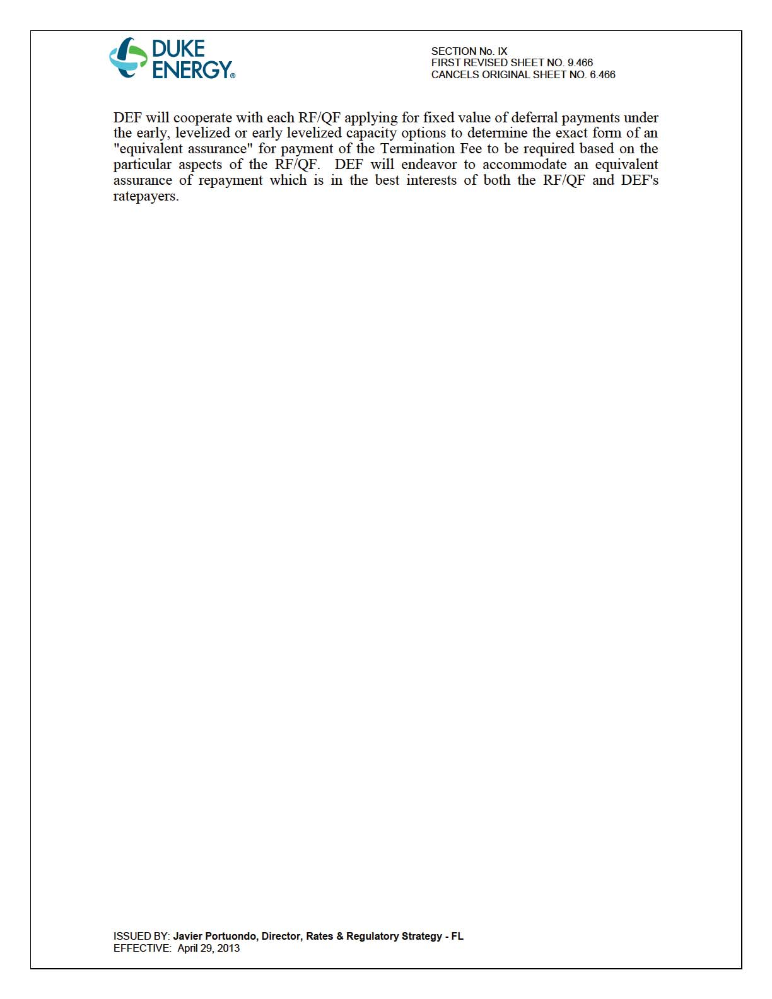 DUKE
ENERGY®
SECTION No. IX
FIRST REVISED SHEET NO. 9.466
CANCELS ORIGINAL SHEET NO. 6.466
DEF will cooperate with each RF/QF applying for fixed value of deferral payments under
the early, levelized or early levelized capacity options to determine the exact form of an
"equivalent assurance" for payment of the Termination Fee to be required based on the
particular aspects of the RF/QF.  DEF will endeavor to accommodate an equivalent
assurance of repayment which is in the best interests of both the RF/QF and DEF's
ratepayers.
ISSUED BY: Javier Portuondo, Director, Rates & Regulatory Strategy - FL
EFFECTIVE:  April 29, 2013